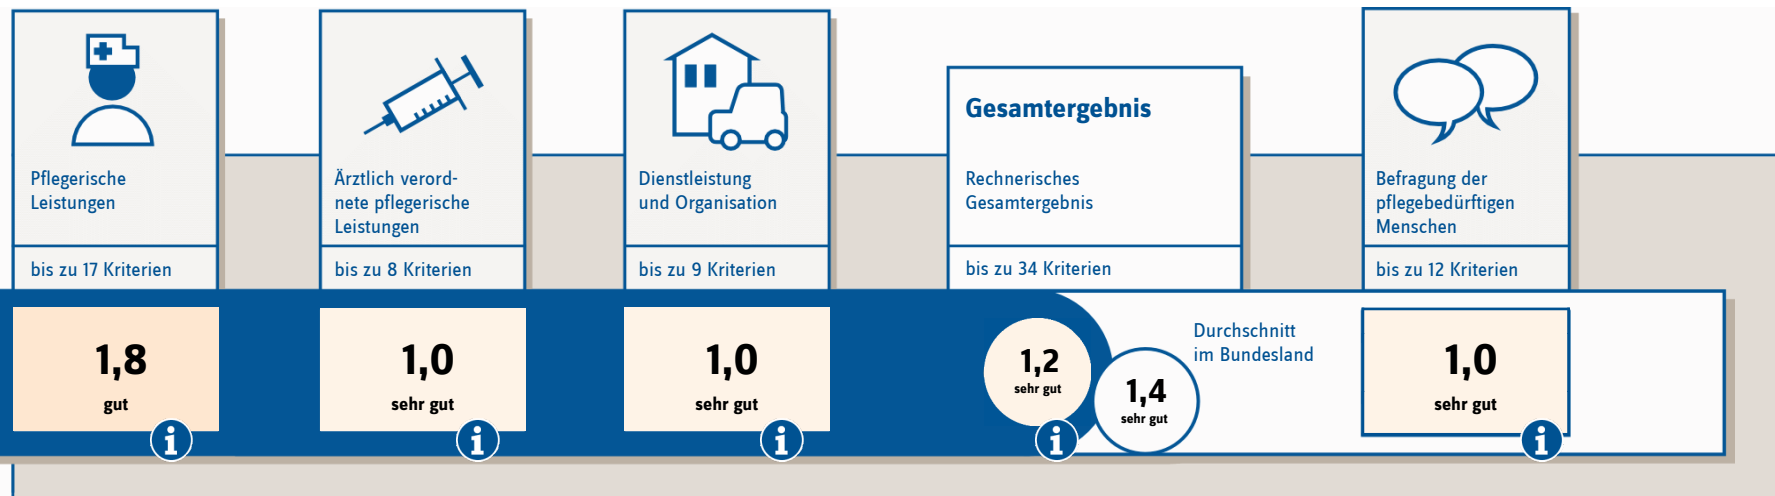 Pflegerische
Leistungen
bis zu 17 Kriterien
1,8
gut
Ärztlich verord-
nete pflegerische
Leistungen
bis zu 8 Kriterien
1,0
sehr gut
Dienstleistung
und Organisation
bis zu 9 Kriterien
1,0
sehr gut
Gesamtergebnis
Rechnerisches
Gesamtergebnis
bis zu 34 Kriterien
1,2
sehr gut
1,4
sehr gut
Durchschnitt
im Bundesland
Befragung der
pflegebedürftigen
Menschen
bis zu 12 Kriterien
1,0
sehr gut